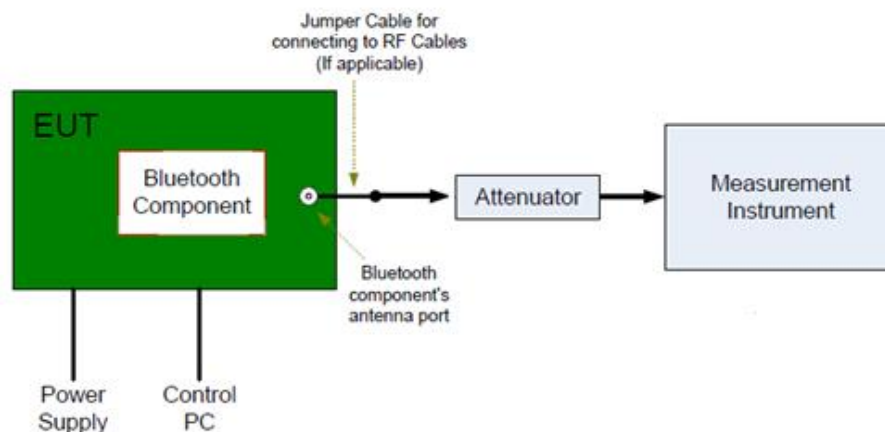 Jumper Cable for
connecting to RF Cables
(If applicable)
EUT
Bluetooth
Component
Attenuator
Measurement
Instrument
Bluetooth
component's
antenna port
Power
Supply
Control
PC